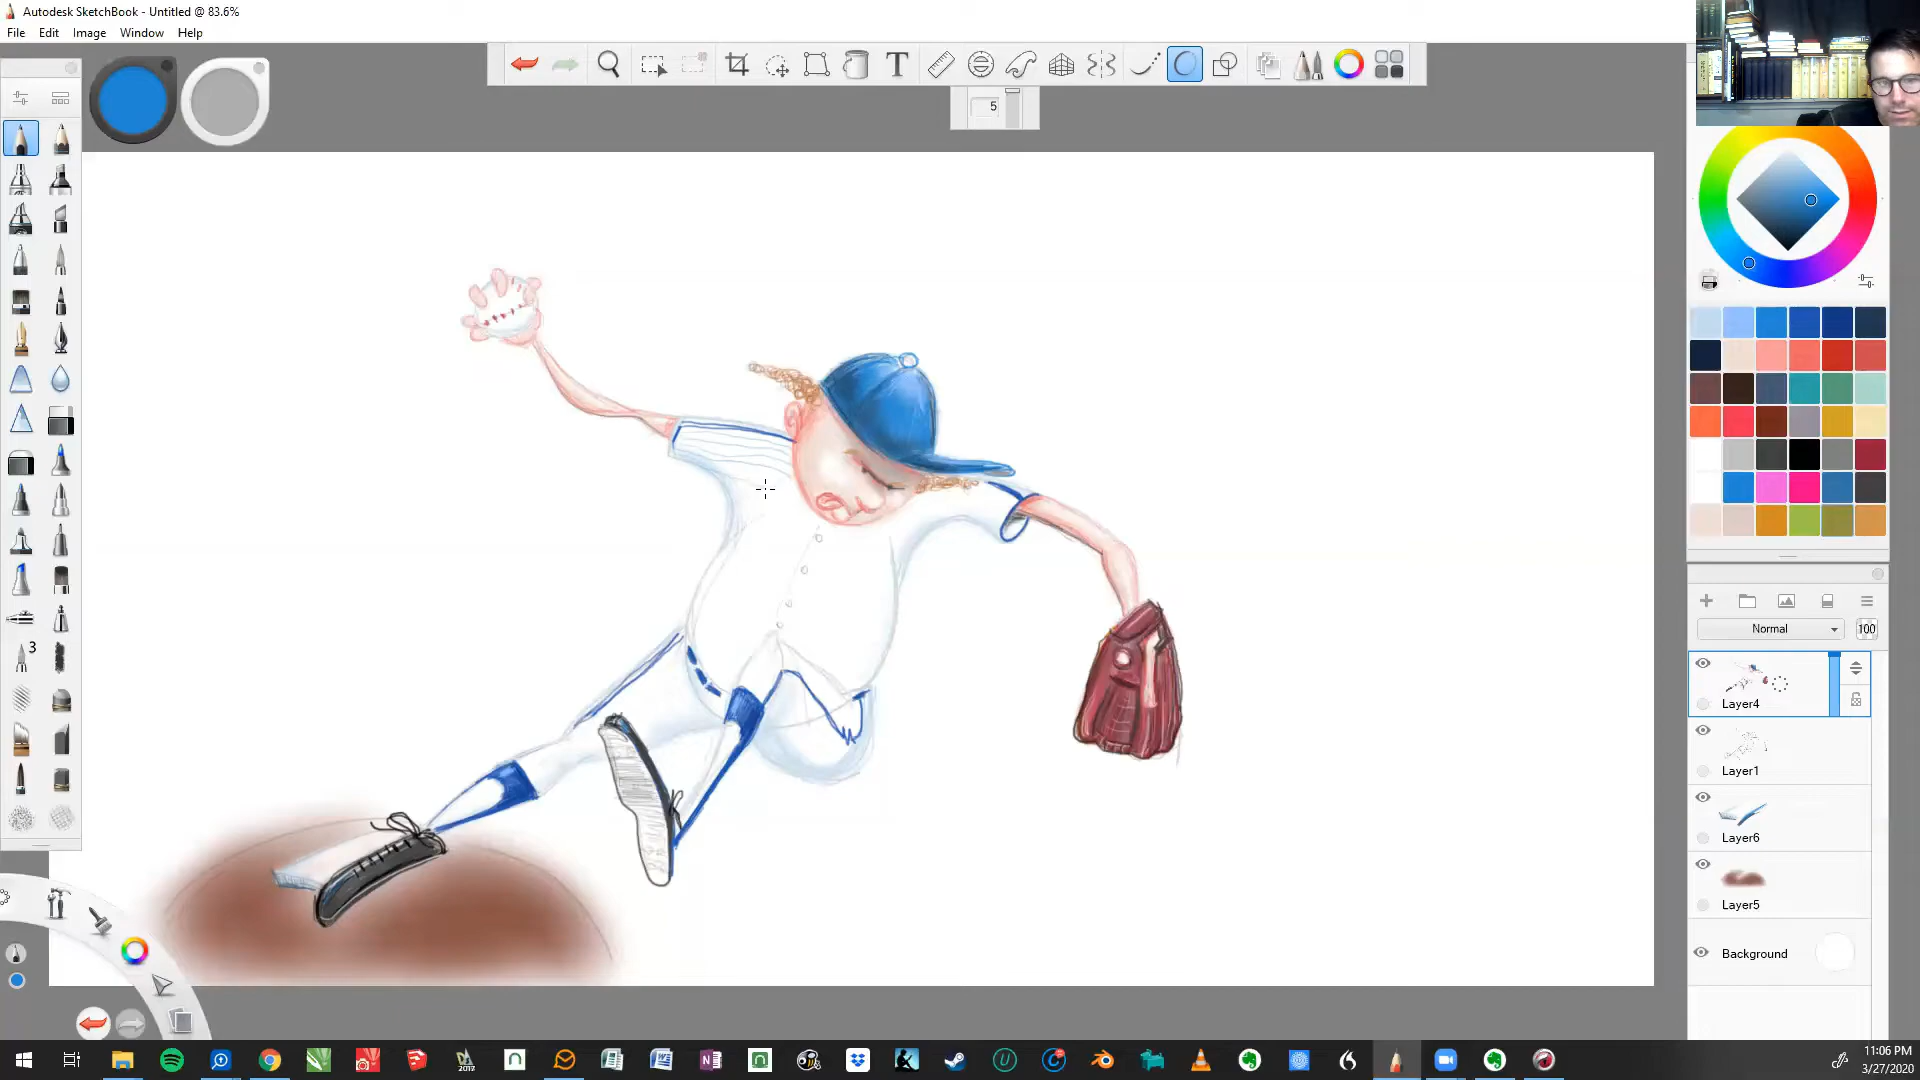 Autodesk SketchBook - Untitled @ 83.6%
File Edit Image Window Help
T
5
3
Normal 100
Layer4
Layer1
Layer6
Layer5
Background
2017
11:06 PM
3/27/2020